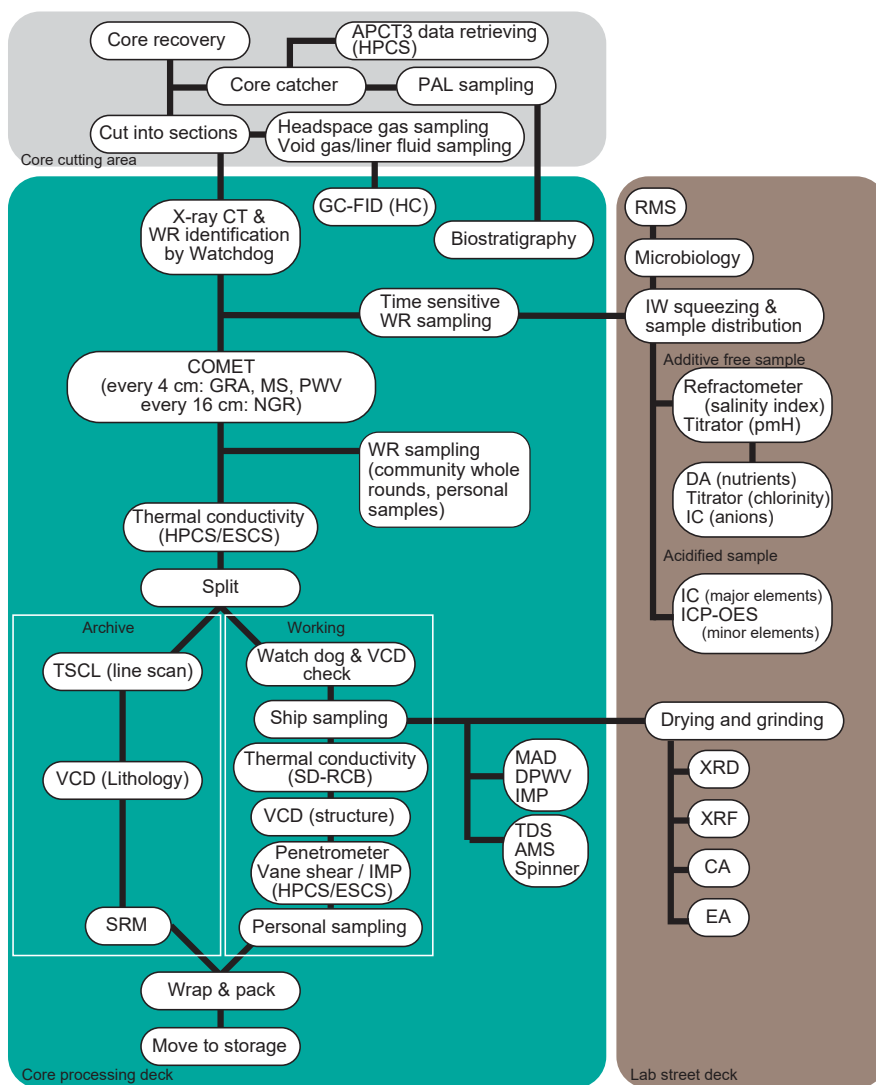 Core recovery
APCT3 data retrieving
(HPCS)
Core catcher
PAL sampling
Cut into sections
Headspace gas sampling
Void gas/liner fluid sampling
Core cutting area
X-ray CT &
WR identification
by Watchdog
GC-FID (HC)
Biostratigraphy
RMS
Microbiology
Time sensitive
WR sampling
IW squeezing &
sample distribution
COMET
(every 4 cm: GRA, MS, PWV
every 16 cm: NGR)
Additive free sample
Refractometer
(salinity index)
Titrator (pmH)
WR sampling
(community whole
rounds, personal
samples)
DA (nutrients)
Titrator (chlorinity)
IC (anions)
Thermal conductivity
(HPCS/ESCS)
Acidified sample
Split
IC (major elements)
ICP-OES
(minor elements)
Archive
Working
TSCL (line scan)
Watch dog & VCD
check
Ship sampling
Drying and grinding
Thermal conductivity
(SD-RCB)
MAD
DPWV
IMP
XRD
VCD (Lithology)
VCD (structure)
XRF
TDS
AMS
Spinner
Penetrometer
Vane shear / IMP
(HPCS/ESCS)
CA
SRM
Personal sampling
EA
Wrap & pack
Move to storage
Core processing deck
Lab street deck